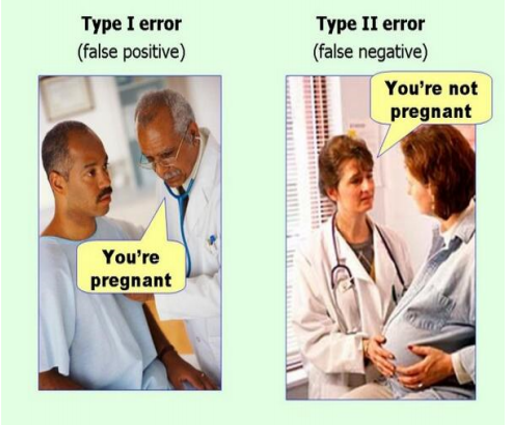 Type I error
(false positive)
You're
pregnant
Type II error
(false negative)
You're not
pregnant